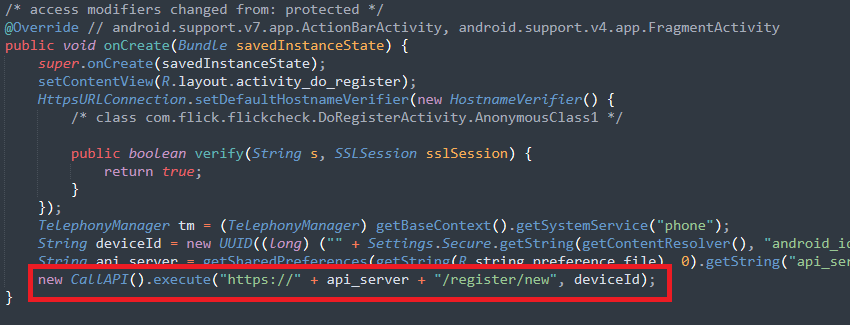 /* access modifiers changed from: protected */
@Override // android.support.v7.app.ActionBarActivity, android.support.v4.app.FragmentActivity
public void onCreate(Bundle savedInstanceState) {
super.onCreate(savedInstanceState);
setContentView(R.layout.activity_do_register);
HttpsURLConnection.setDefaultHostnameVerifier(new HostnameVerifier() {
/* class com.flick.flickcheck.DoRegisterActivity.AnonymousClass1 */
public boolean verify(String s, SSLSession sslSession) {
return true;
}
});
TelephonyManager tm = (TelephonyManager) getBaseContext().getSystemService("phone");
String deviceId = new UUID((long) ("" + Settings.Secure.getString(getContentResolver(), "android_id
String api_server = getSharedPreferences(getString(R.string.preference_file), 0).getString("api_ser
new CallAPI().execute("https://" + api_server + "/register/new", deviceId);
}